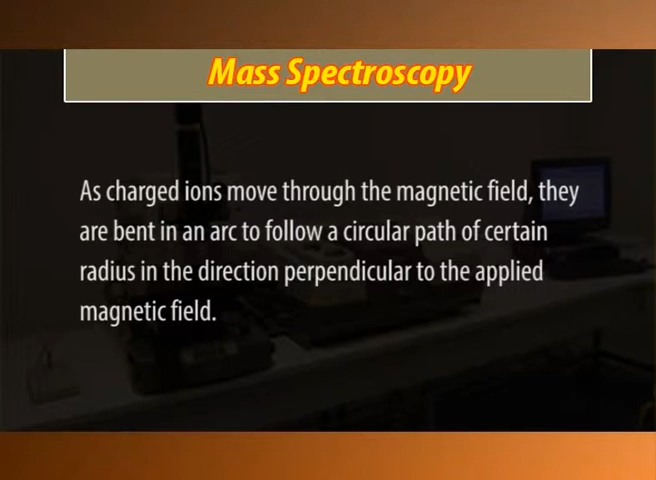 Mass Spectroscopy
As charged ions move through the magnetic field, they
are bent in an arc to follow a circular path of certain
radius in the direction perpendicular to the applied
magnetic field.